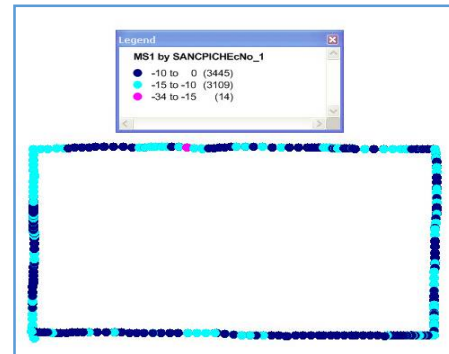 Legend
MS1 by SANCPICHEcNo_1
-10 to 0 (3445)
-15 to -10 (3109)
-34 to -15 (14)